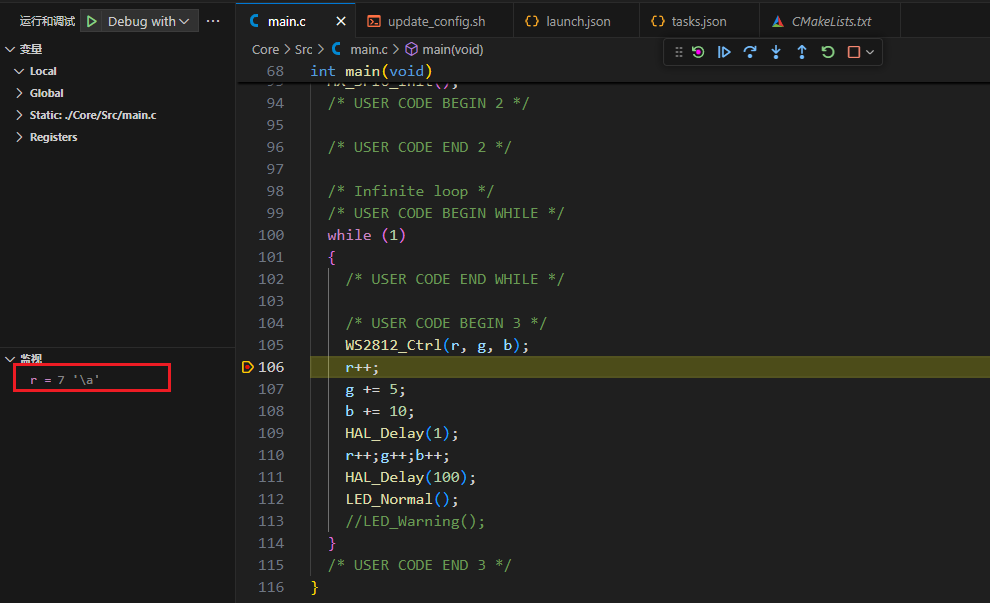 运行和调试 Debug with ...
main.c update_config.sh launch.json tasks.json CMakeLists.txt
变量
Local
Global
Static: ./Core/Src/main.c
Registers
监视
r = 7 '\a'
Core > Src > main.c > main(void)
68 int main(void)
94 /* USER CODE BEGIN 2 */
95
96 /* USER CODE END 2 */
97
98 /* Infinite loop */
99 /* USER CODE BEGIN WHILE */
100 while (1)
101 {
102 /* USER CODE END WHILE */
103
104 /* USER CODE BEGIN 3 */
105 WS2812_Ctrl(r, g, b);
106 r++;
107 g += 5;
108 b += 10;
109 HAL_Delay(1);
110 r++;g++;b++;
111 HAL_Delay(100);
112 LED_Normal();
113 //LED_Warning();
114 }
115 /* USER CODE END 3 */
116 }